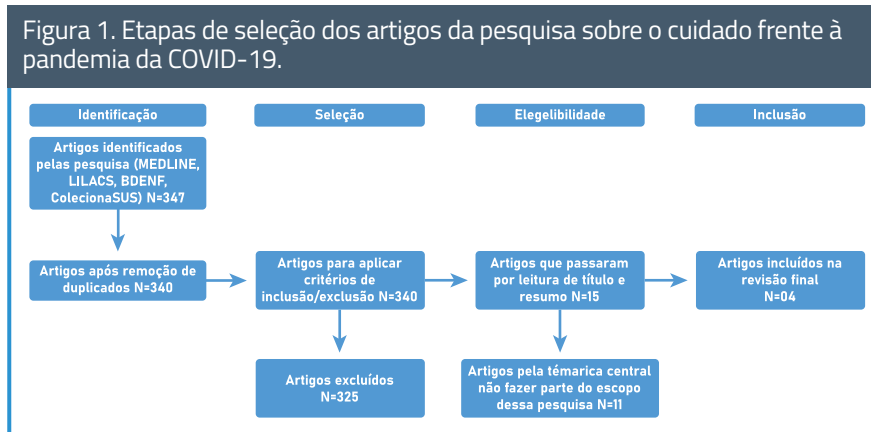 Figura 1. Etapas de seleção dos artigos da pesquisa sobre o cuidado frente à
pandemia da COVID-19.
Identificação
Seleção
Elegelibilidade
Inclusão
Artigos identificados
pelas pesquisa (MEDLINE,
LILACS, BDENF,
ColecionaSUS) N=347
Artigos após remoção de
duplicados N=340
Artigos para aplicar
critérios de
inclusão/exclusão N=340
Artigos que passaram
por leitura de título e
resumo N=15
Artigos incluídos na
revisão final
N=04
Artigos excluídos
N=325
Artigos pela témarica central
não fazer parte do escopo
dessa pesquisa N=11